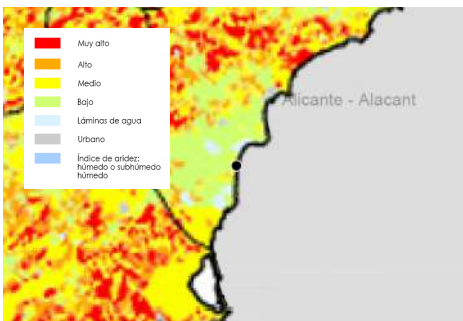 Muy alto
Alto
Medio
Bajo
Láminas de agua
Urbano
Índice de aridez:
húmedo o subhúmedo
húmedo
Alicante - Alacant